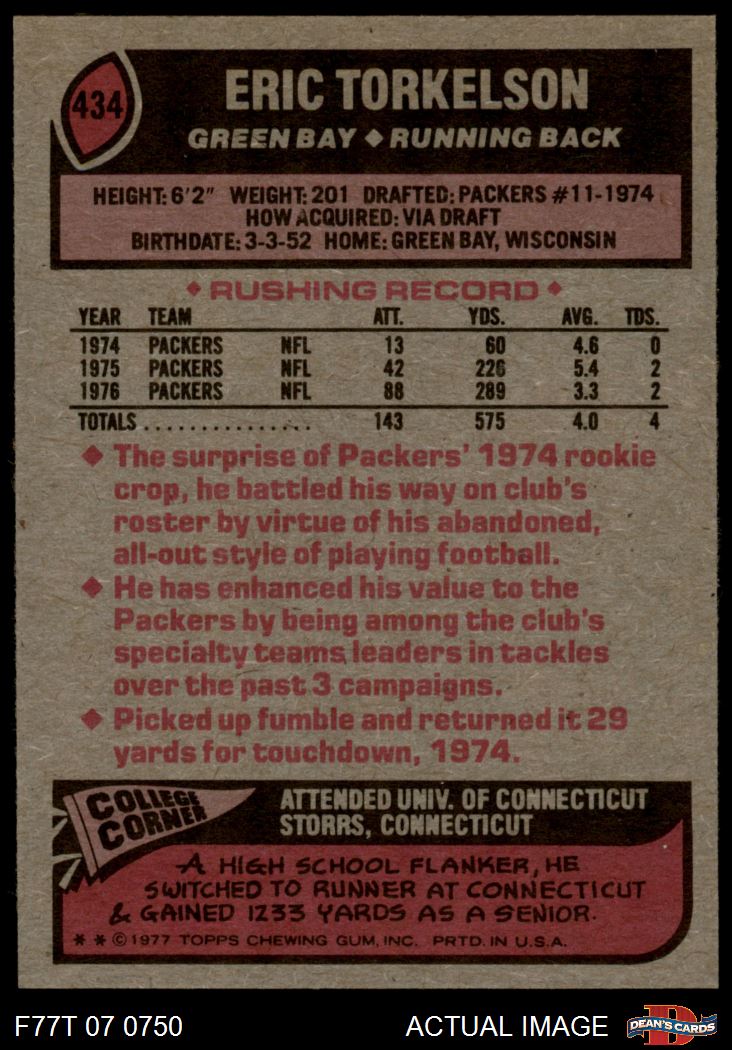 434
ERIC TORKELSON
GREEN BAY ◆ RUNNING BACK
HEIGHT: 6'2" WEIGHT: 201 DRAFTED: PACKERS #11-1974
HOW ACQUIRED: VIA DRAFT
BIRTHDATE: 3-3-52 HOME: GREEN BAY, WISCONSIN
◆ RUSHING RECORD ◆
YEAR TEAM ATT. YDS. AVG. TDS.
1974 PACKERS NFL 13 60 4.6 0
1975 PACKERS NFL 42 226 5.4 2
1976 PACKERS NFL 88 289 3.3 2
TOTALS ............... 143 575 4.0 4
◆ The surprise of Packers' 1974 rookie
crop, he battled his way on club's
roster by virtue of his abandoned,
all-out style of playing football.
◆ He has enhanced his value to the
Packers by being among the club's
specialty teams leaders in tackles
over the past 3 campaigns.
◆ Picked up fumble and returned it 29
yards for touchdown, 1974.
COLLEGE
CORNER
ATTENDED UNIV. OF CONNECTICUT
STORRS, CONNECTICUT
A HIGH SCHOOL FLANKER, HE
SWITCHED TO RUNNER AT CONNECTICUT
& GAINED 1233 YARDS AS A SENIOR.
* * © 1977 TOPPS CHEWING GUM, INC. PRTD. IN U.S.A.
F77T 07 0750
ACTUAL IMAGE
D
DEAN'S CARDS